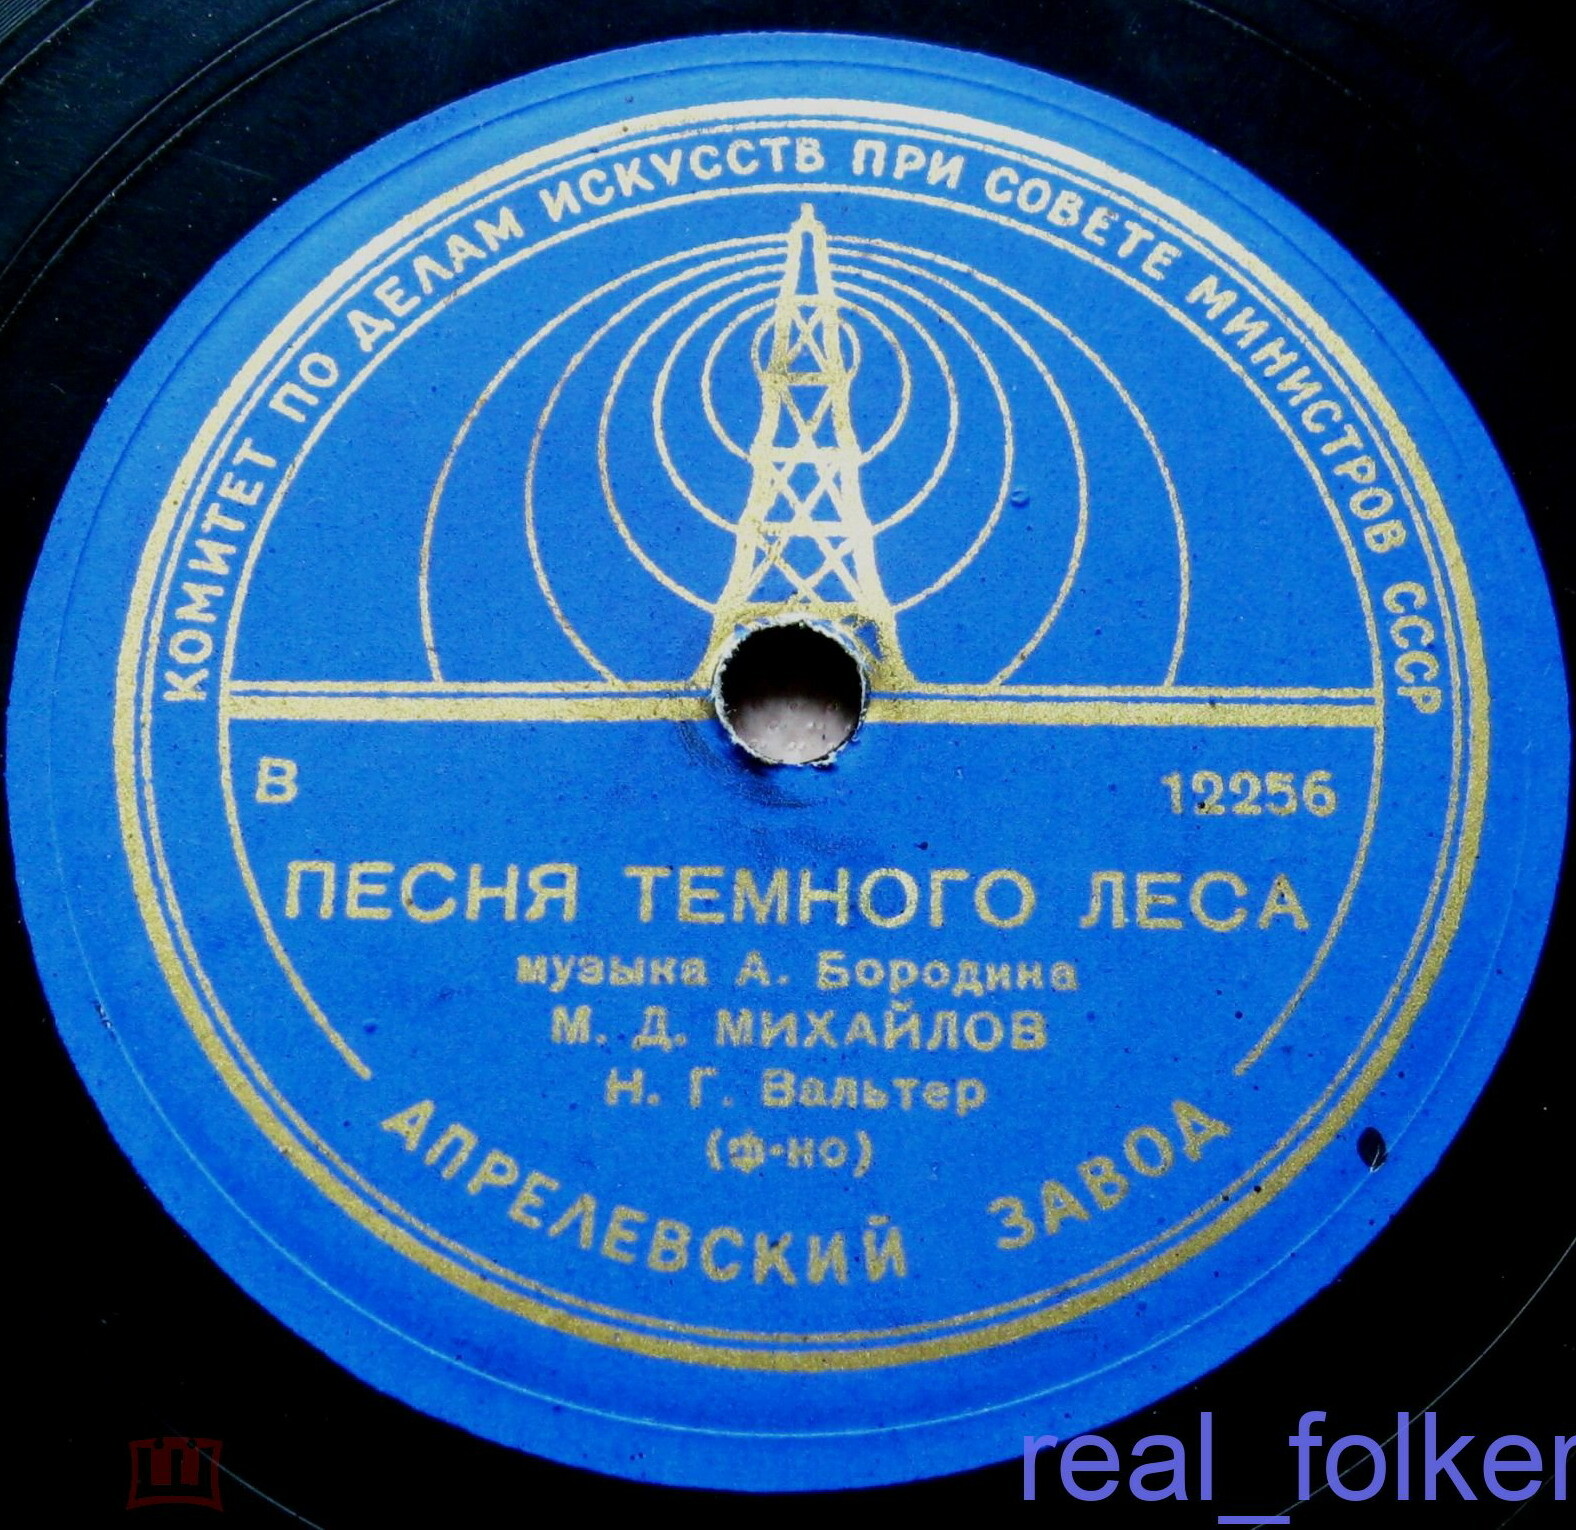 КОМИТЕТ ПО ДЕЛАМ ИСКУССТВ ПРИ СОВЕТЕ МИНИСТРОВ СССР
В 12256
ПЕСНЯ ТЕМНОГО ЛЕСА
музыка А. Бородина
М. Д. МИХАЙЛОВ
Н. Г. Вальтер
(ф-но)
АПРЕЛЕВСКИЙ ЗАВОД
real_folker